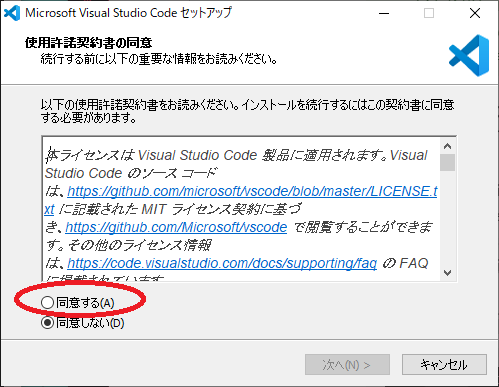 Microsoft Visual Studio Code セットアップ
使用許諾契約書の同意
続行する前に以下の重要な情報をお読みください。
以下の使用許諾契約書をお読みください。インストールを続行するにはこの契約書に同意
する必要があります。
本ライセンスは Visual Studio Code 製品に適用されます。Visual
Studio Code のソース コード
は、https://github.com/microsoft/vscode/blob/master/LICENSE.t
xt に記載された MIT ライセンス契約に基づ
き、https://github.com/Microsoft/vscode で閲覧することができま
す。その他のライセンス情報
は、https://code.visualstudio.com/docs/supporting/faq の FAQ
に掲載されています
同意する(A)
同意しない(D)
次へ(N) >
キャンセル